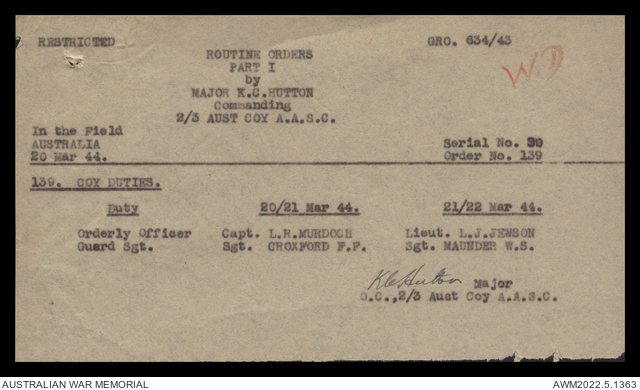 RESTRICTED GRO. 634/43
W.D
ROUTINE ORDERS
PART I
by
MAJOR K.C.HUTTON
Commanding
2/3 AUST COY A.A.S.C.
In the Field
AUSTRALIA Serial No. 30
20 Mar 44. Order No. 139
139. COY DUTIES.
Duty 20/21 Mar 44. 21/22 Mar 44.
Orderly Officer Capt. L.R.MURDOCH Lieut. L.J.JEWSON
Guard Sgt. Sgt. CROXFORD F.F. Sgt. MAUNDER W.S.
KC Hutton Major
O.C.,2/3 Aust Coy A.A.S.C.
AUSTRALIAN WAR MEMORIAL AWM2022.5.1363